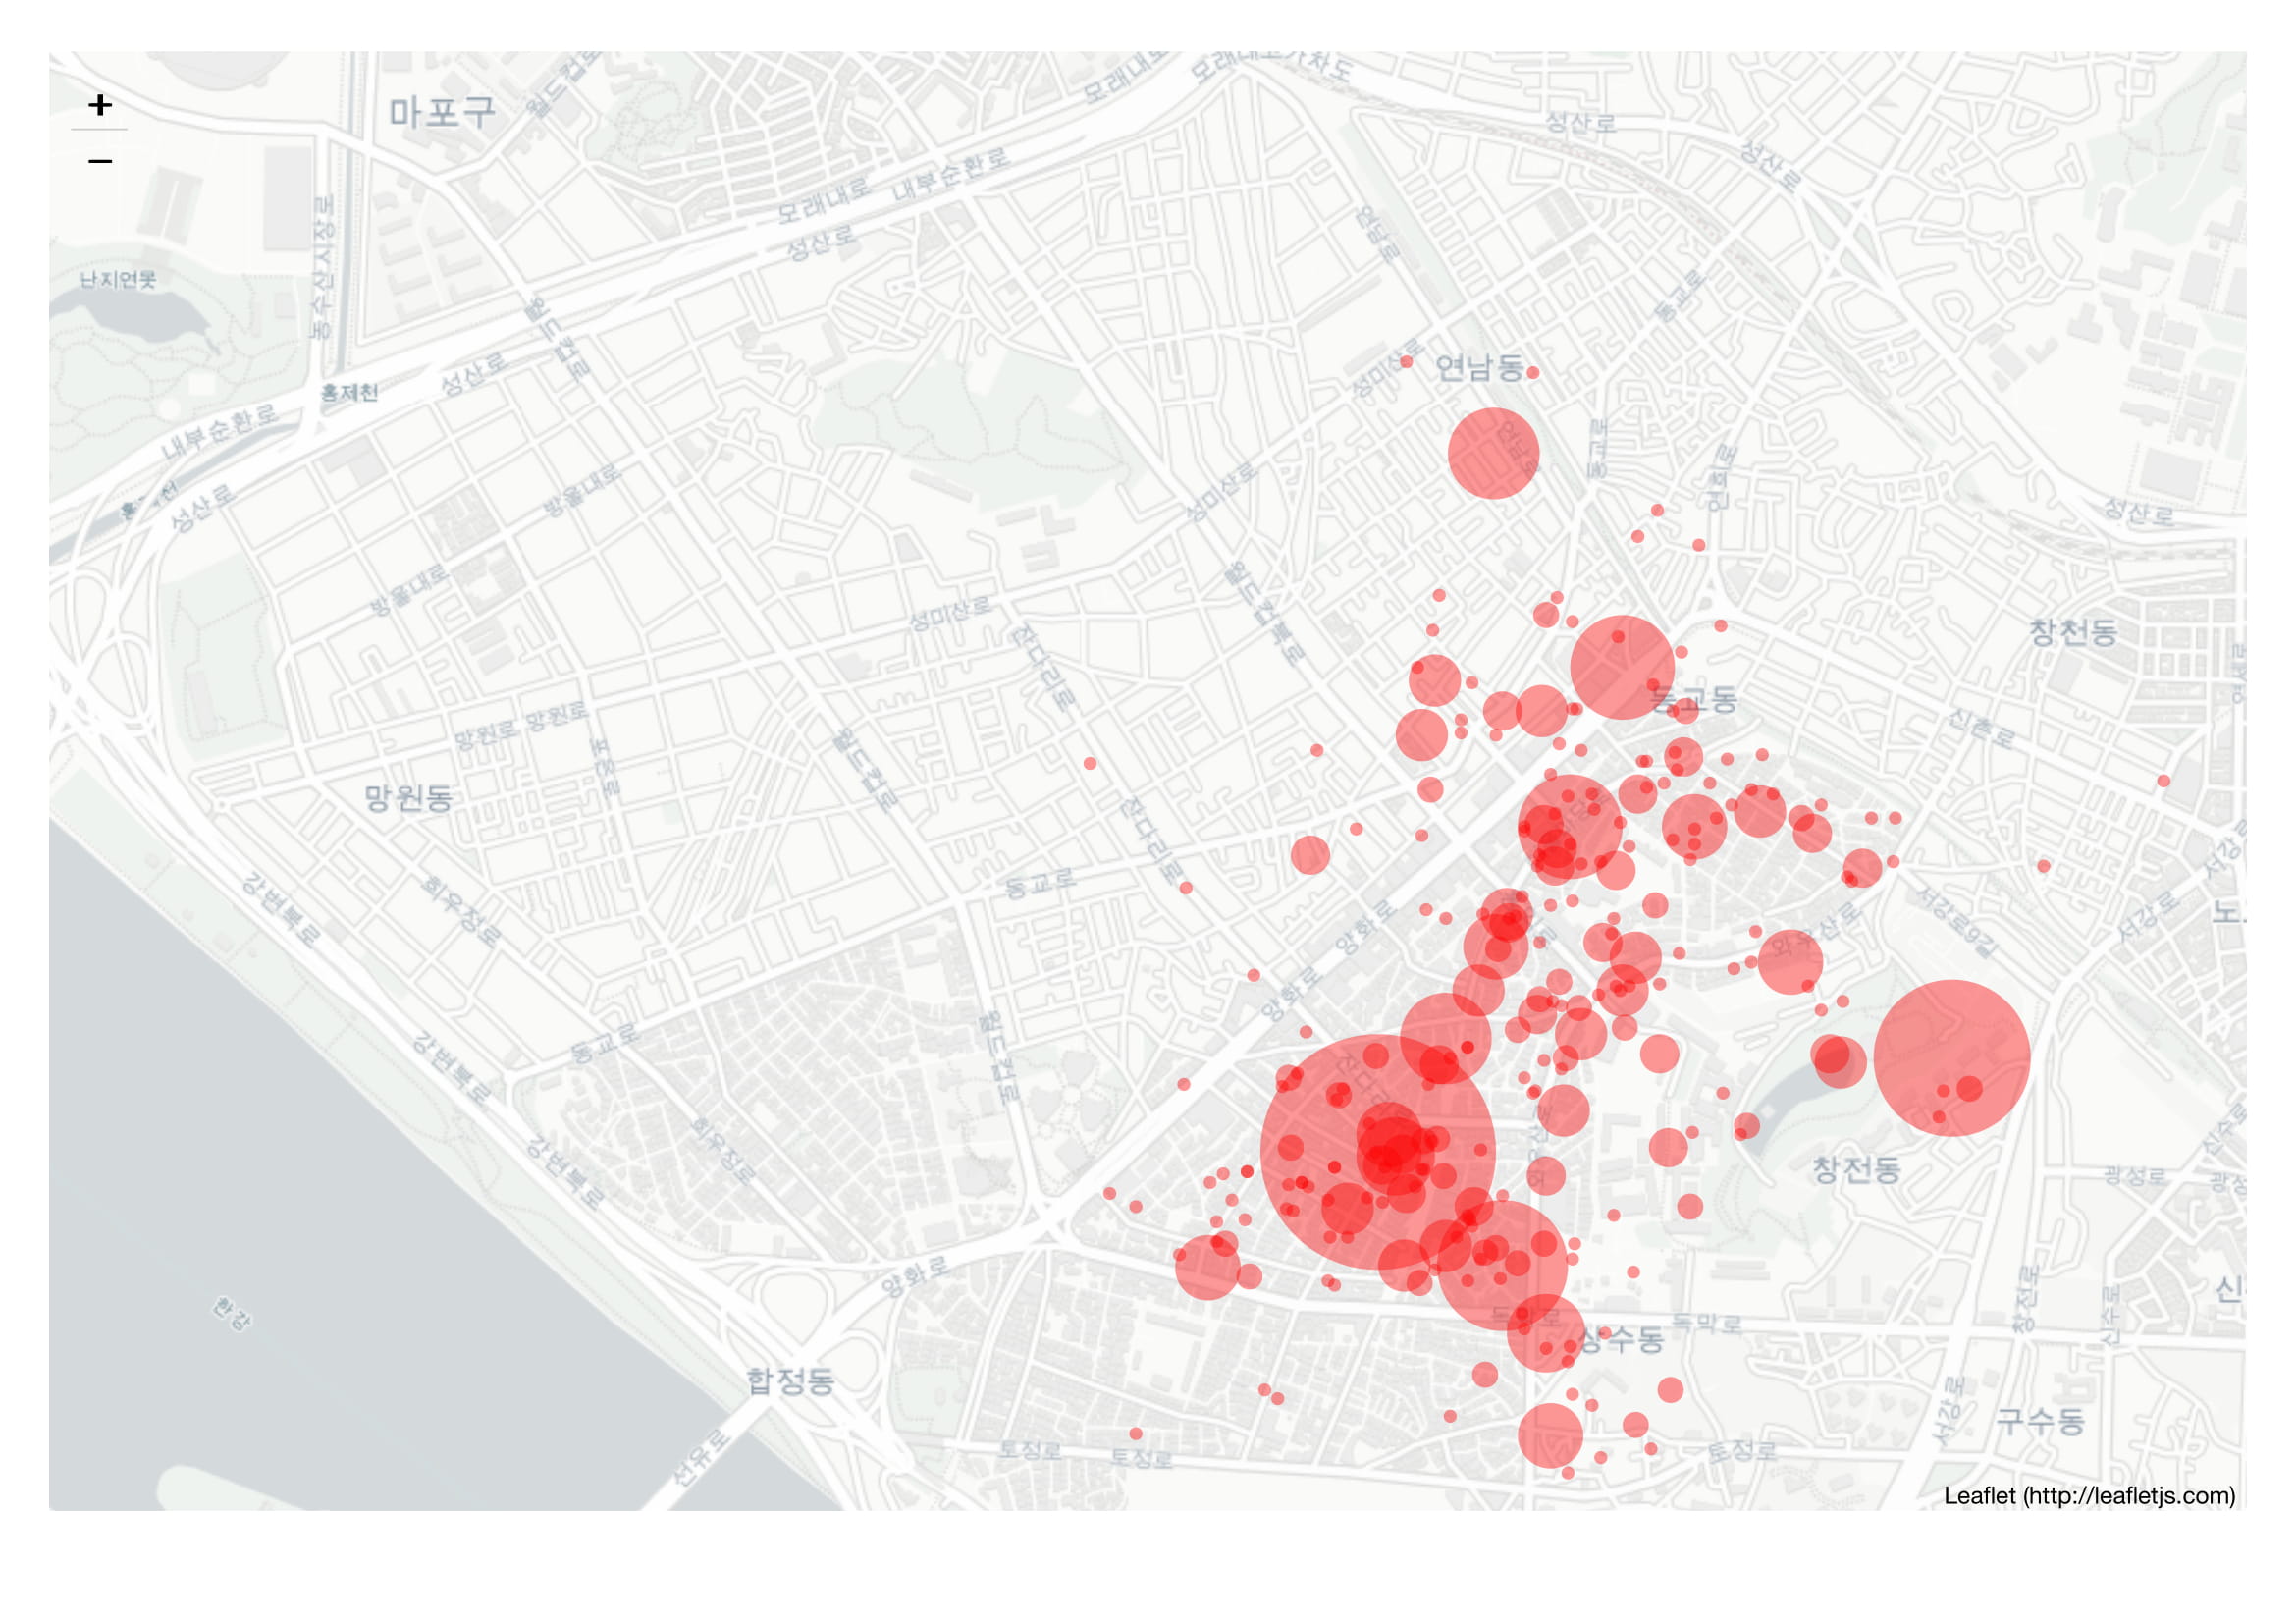 모래내고가차도
모래내로
월드컵로
+
마포구
성산로
−
성산로
내부순환로
모래내로
성산로
연남로
동교로
난지연못
월드컵로
성미산로
연남동
성산로
홍제천
내부순환로
연남로
동교로
연희로
방울내로
성미산로
성산로
성산로
방울내로
성미산로
월드컵북로
잔다리로
창천동
동교동
망원로 망원로
포은로
월드컵로
신촌로
망원동
잔다리로
서강로
동교로
강변북로
희우정로
양화로
와우산로
서강로9길
서강로
노
양화로
강변북로
동교로
월드컵로
희우정로
강변북로
와우산로
신수로
창전동
광성로
광성
양화로
한강
창전로
신수로
신
상수동
독막로
합정동
서강로
구수동
선유로
토정로
토정로
토정로
Leaflet (http://leafletjs.com)